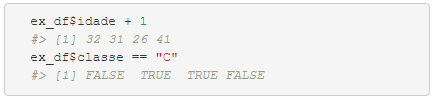 ex_df$idade + 1
#> [1] 32 31 26 41
ex_df$classe == "C"
#> [1] FALSE  TRUE  TRUE FALSE